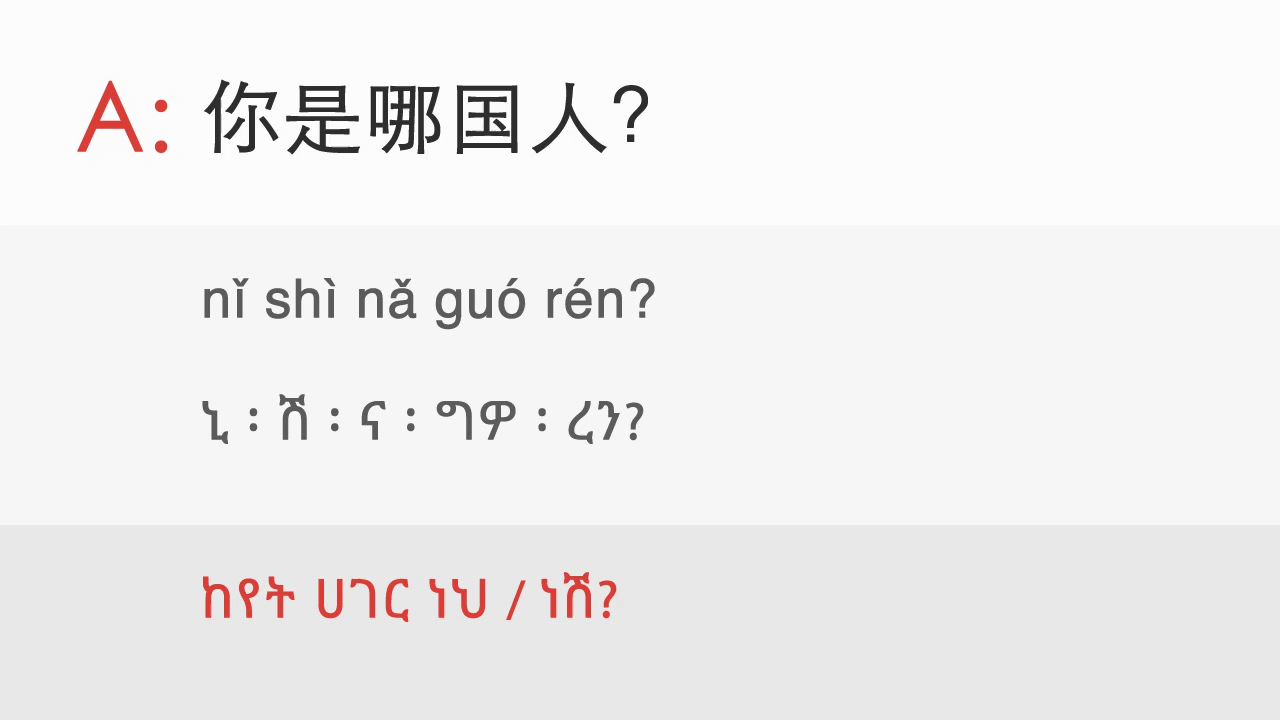 A: 你是哪国人?
nǐ shì nǎ guó rén?
ኒ ፡ ሽ ፡ ና ፡ ግዎ ፡ ረን?
ከየት ሀገር ነህ / ነሽ?